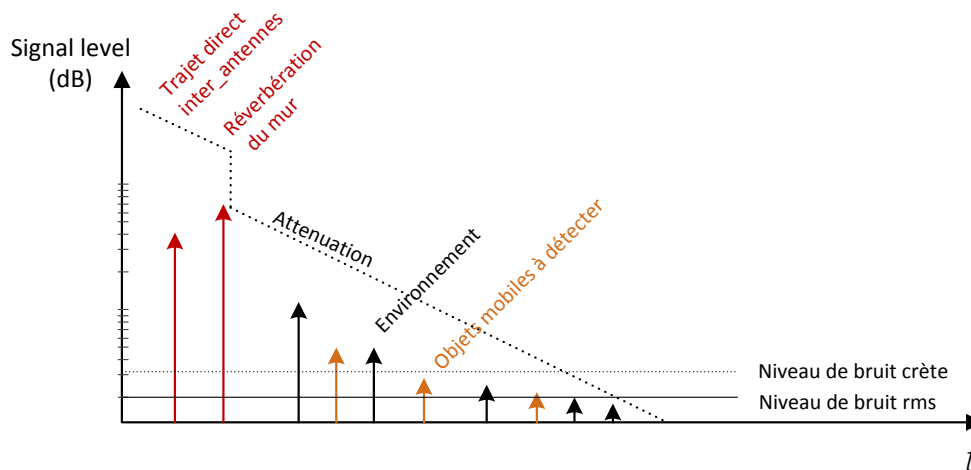 Signal level
(dB)
Trajet direct
inter_antennes
Réverbération
du mur
Attenuation
Environnement
Objets mobiles à détecter
Niveau de bruit crète
Niveau de bruit rms